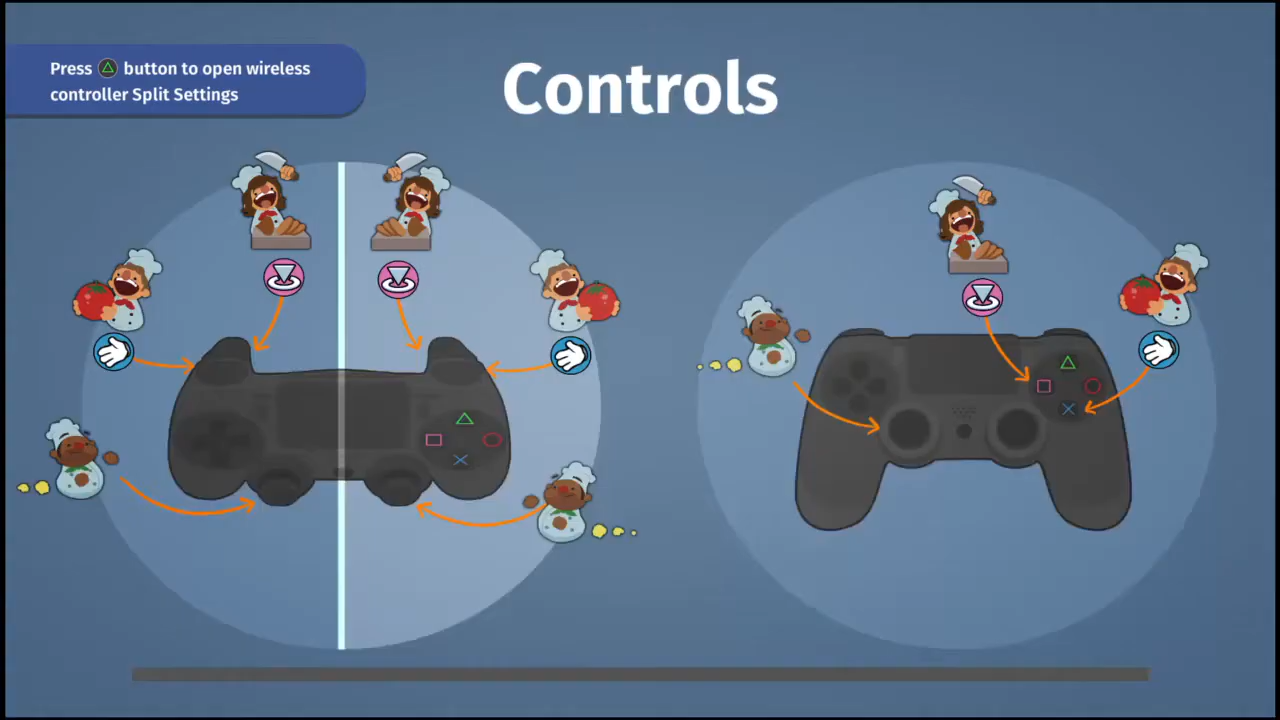 Press button to open wireless
controller Split Settings
Controls